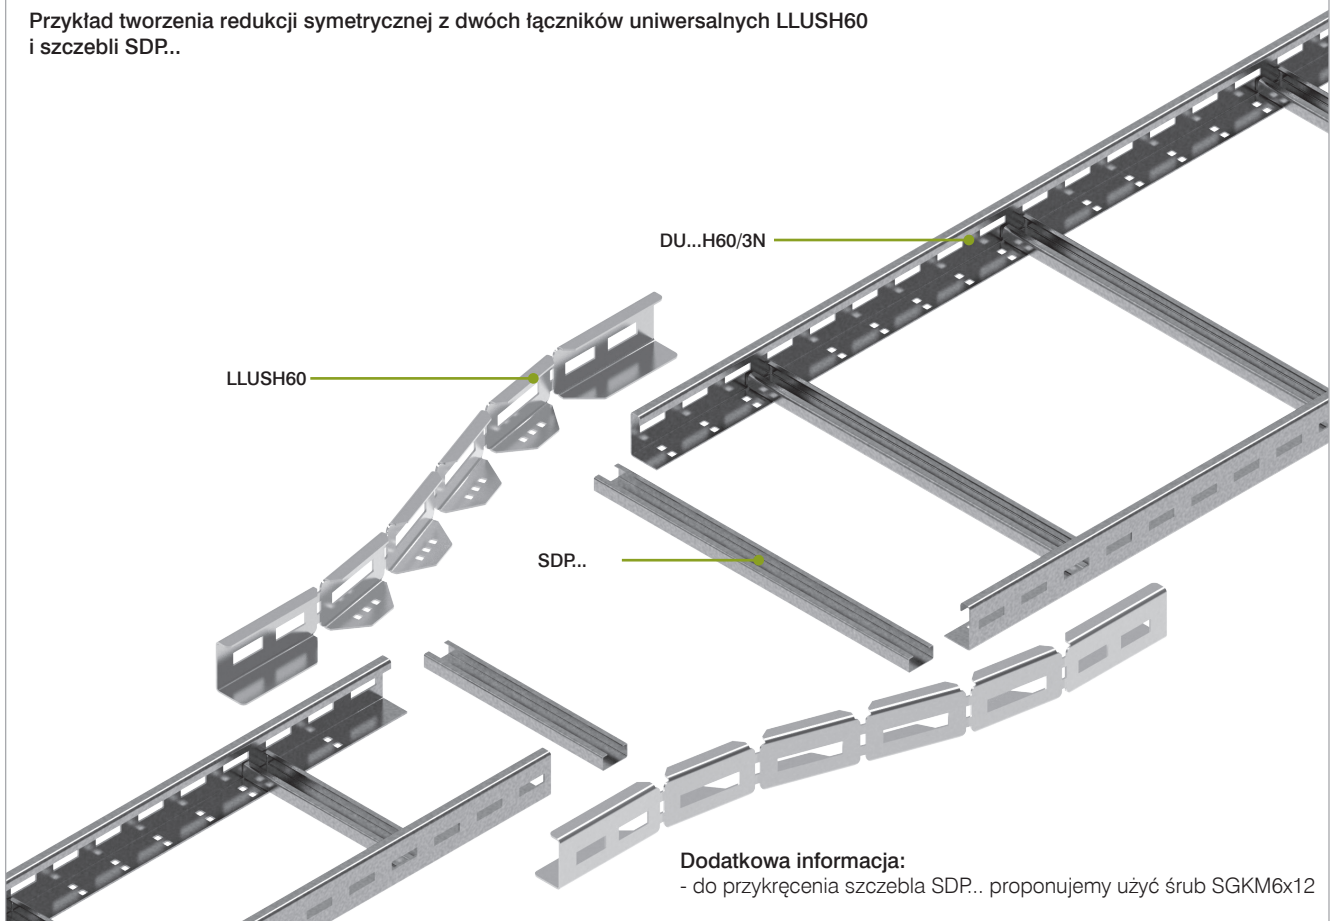 Przykład tworzenia redukcji symetrycznej z dwóch łączników uniwersalnych LLUSH60
i szczebli SDP...
DU...H60/3N
LLUSH60
SDP...
Dodatkowa informacja:
- do przykręcenia szczebla SDP... proponujemy użyć śrub SGKM6x12